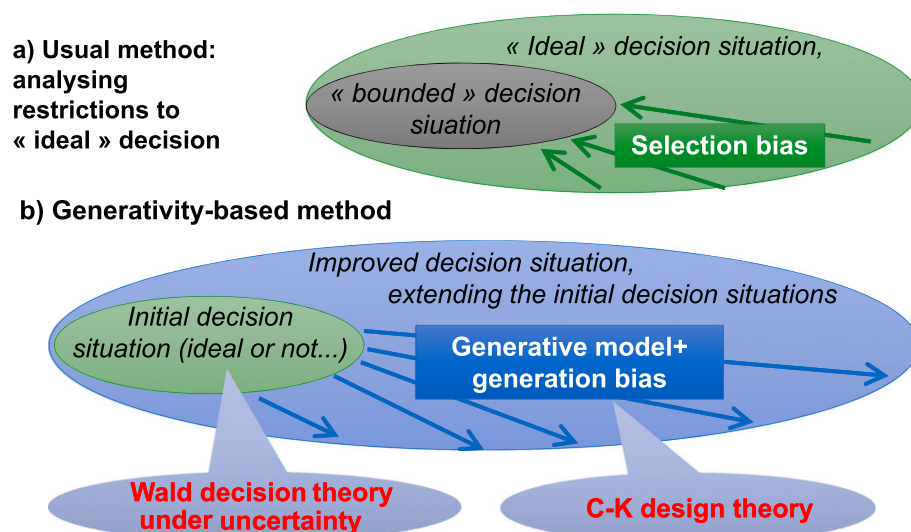 a) Usual method:
analysing
restrictions to
« ideal » decision
« Ideal » decision situation,
« bounded » decision
siuation
Selection bias
b) Generativity-based method
Improved decision situation,
extending the initial decision situations
Initial decision
situation (ideal or not...)
Generative model+
generation bias
Wald decision theory
under uncertainty
C-K design theory